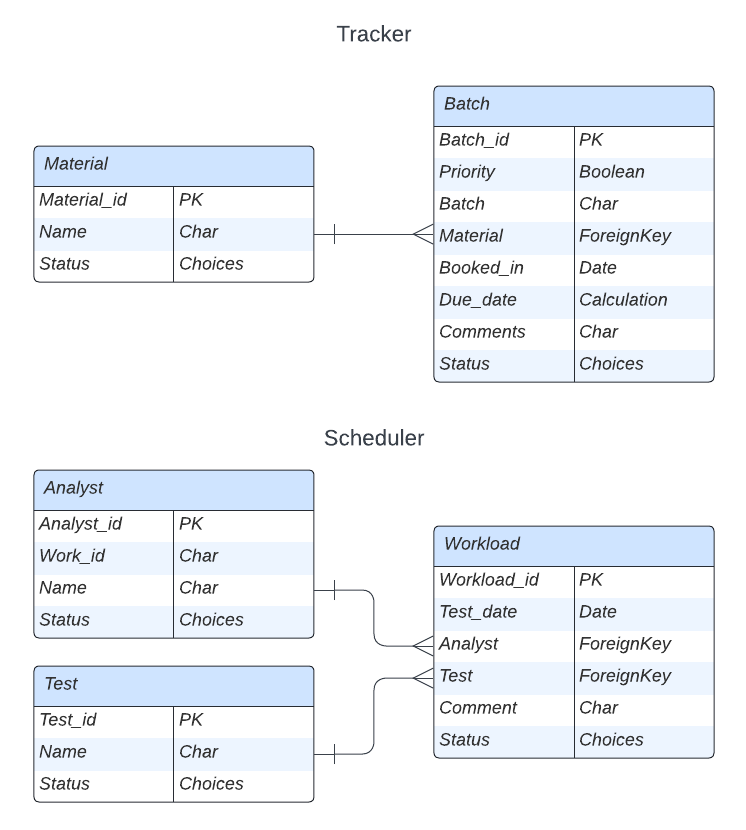 Tracker
Material
Material_id PK
Name Char
Status Choices
Batch
Batch_id PK
Priority Boolean
Batch Char
Material ForeignKey
Booked_in Date
Due_date Calculation
Comments Char
Status Choices
Scheduler
Analyst
Analyst_id PK
Work_id Char
Name Char
Status Choices
Test
Test_id PK
Name Char
Status Choices
Workload
Workload_id PK
Test_date Date
Analyst ForeignKey
Test ForeignKey
Comment Char
Status Choices